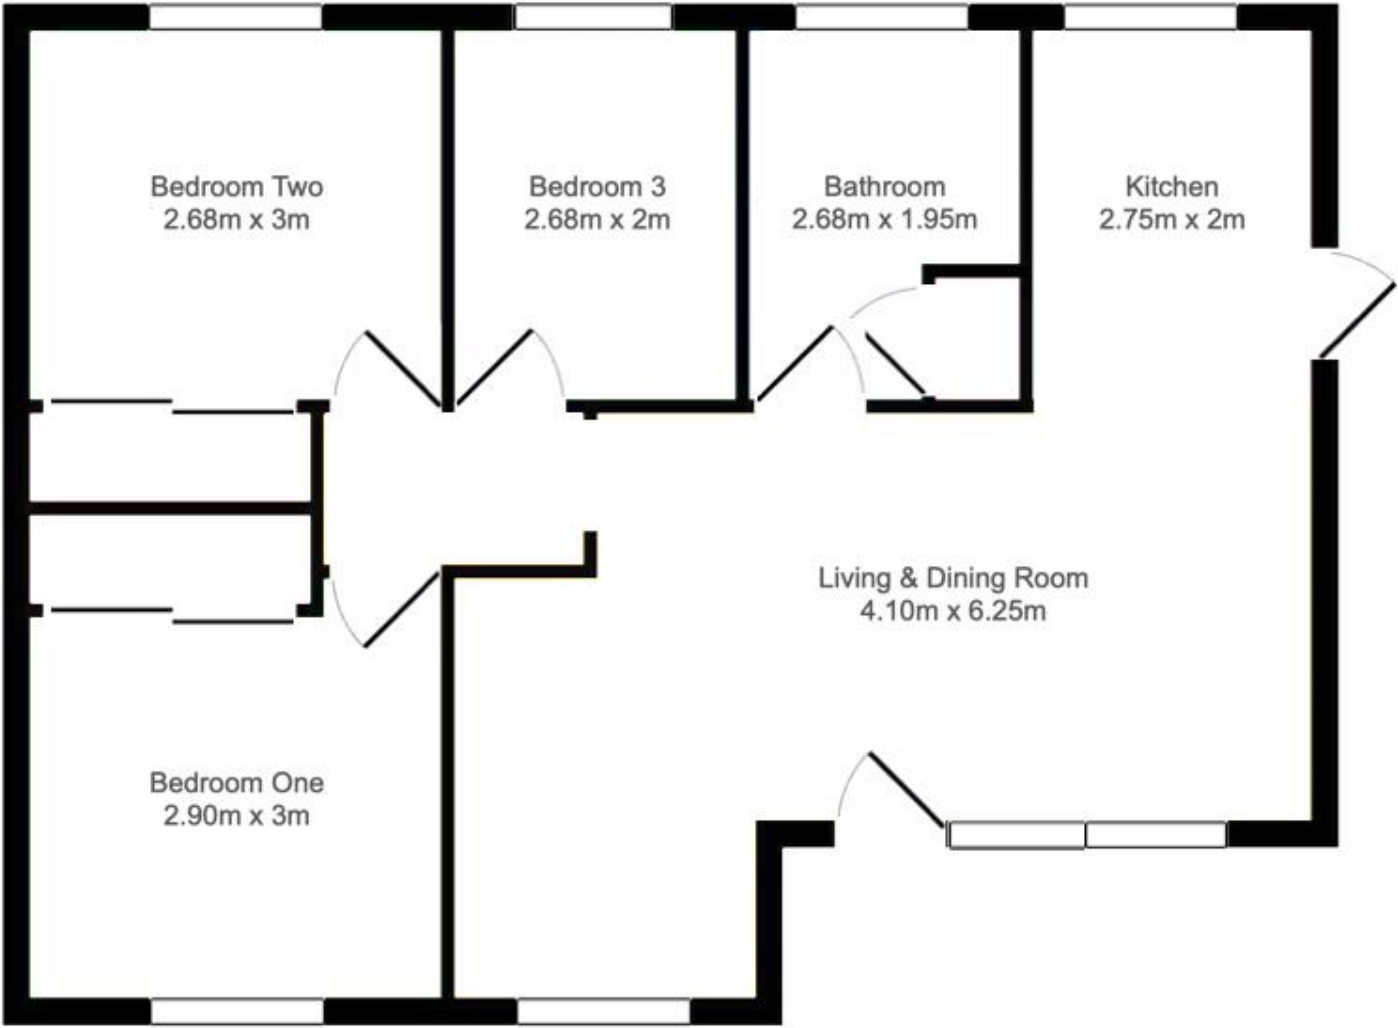 Bedroom Two
2.68m x 3m
Bedroom 3
2.68m x 2m
Bathroom
2.68m x 1.95m
Kitchen
2.75m x 2m
Living & Dining Room
4.10m x 6.25m
Bedroom One
2.90m x 3m